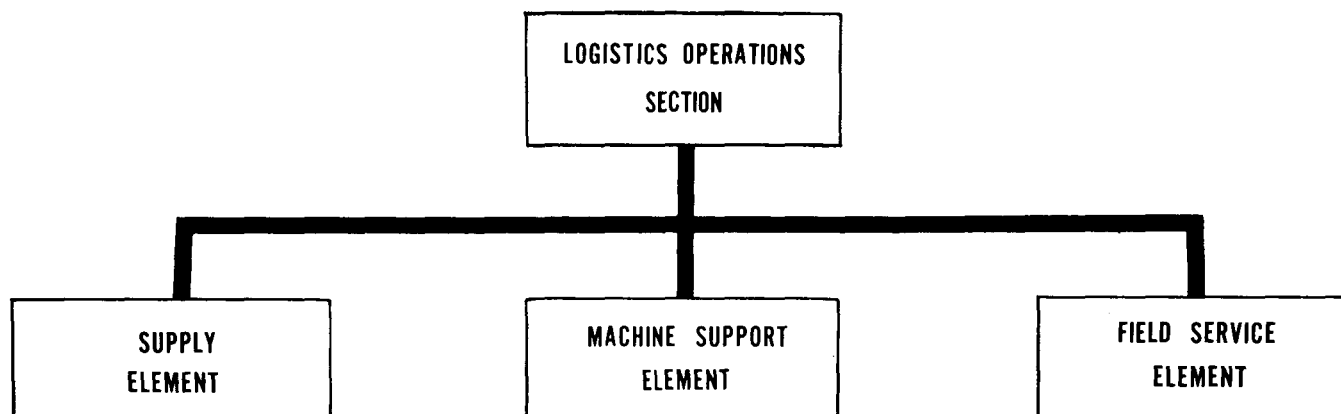 LOGISTICS OPERATIONS
SECTION
SUPPLY
ELEMENT
MACHINE SUPPORT
ELEMENT
FIELD SERVICE
ELEMENT